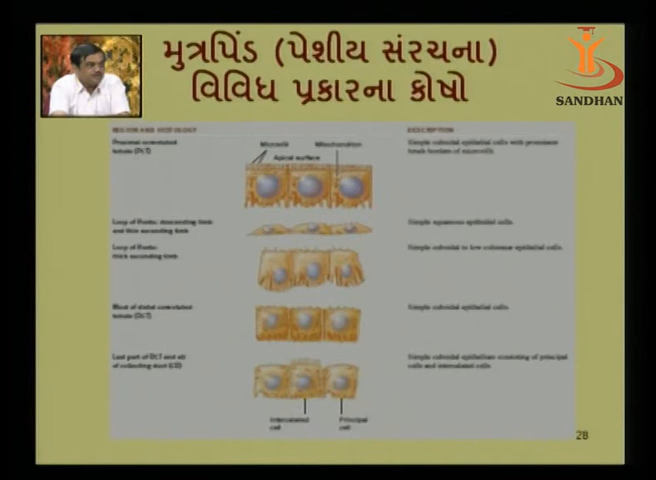 મુત્રપિંડ (પેશીય સંરચના)
વિવિધ પ્રકારના કોષો
SANDHAN
REGION AND HISTOLOGY
DESCRIPTION
Proximal convoluted
tubule (PCT)
Microvilli
Mitochondrion
Apical surface
Simple cuboidal epithelial cells with prominent
brush borders of microvilli.
Loop of Henle: descending limb
and thin ascending limb
Simple squamous epithelial cells.
Loop of Henle:
thick ascending limb
Simple cuboidal to low columnar epithelial cells.
Most of distal convoluted
tubule (DCT)
Simple cuboidal epithelial cells.
Last part of DCT and all
of collecting duct (CD)
Simple cuboidal epithelium consisting of principal
cells and intercalated cells.
Intercalated
cell
Principal
cell
28